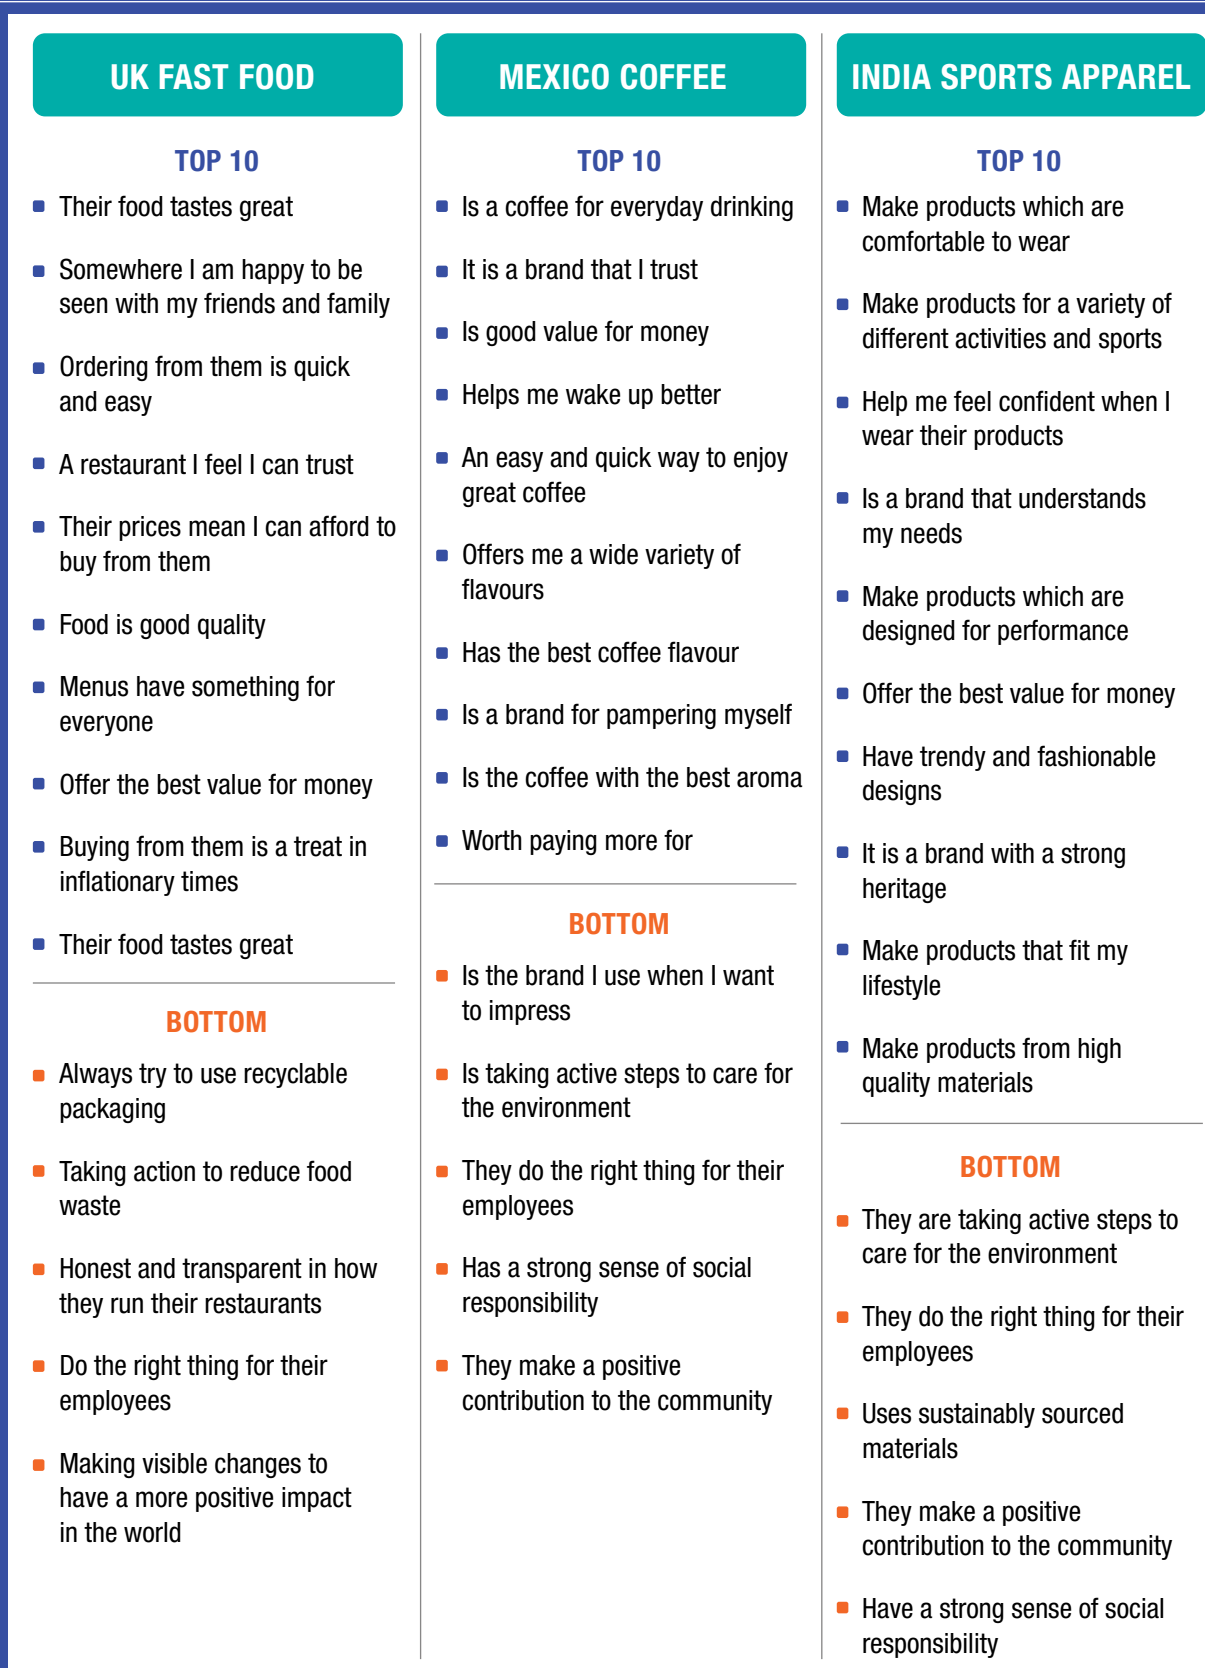 UK FAST FOOD
TOP 10
Their food tastes great
Somewhere I am happy to be
seen with my friends and family
Ordering from them is quick
and easy
A restaurant I feel I can trust
Their prices mean I can afford to
buy from them
Food is good quality
Menus have something for
everyone
Offer the best value for money
Buying from them is a treat in
inflationary times
Their food tastes great
BOTTOM
Always try to use recyclable
packaging
Taking action to reduce food
waste
Honest and transparent in how
they run their restaurants
Do the right thing for their
employees
Making visible changes to
have a more positive impact
in the world
MEXICO COFFEE
TOP 10
Is a coffee for everyday drinking
It is a brand that I trust
Is good value for money
Helps me wake up better
An easy and quick way to enjoy
great coffee
Offers me a wide variety of
flavours
Has the best coffee flavour
Is a brand for pampering myself
Is the coffee with the best aroma
Worth paying more for
BOTTOM
Is the brand I use when I want
to impress
Is taking active steps to care for
the environment
They do the right thing for their
employees
Has a strong sense of social
responsibility
They make a positive
contribution to the community
INDIA SPORTS APPAREL
TOP 10
Make products which are
comfortable to wear
Make products for a variety of
different activities and sports
Help me feel confident when I
wear their products
Is a brand that understands
my needs
Make products which are
designed for performance
Offer the best value for money
Have trendy and fashionable
designs
It is a brand with a strong
heritage
Make products that fit my
lifestyle
Make products from high
quality materials
BOTTOM
They are taking active steps to
care for the environment
They do the right thing for their
employees
Uses sustainably sourced
materials
They make a positive
contribution to the community
Have a strong sense of social
responsibility